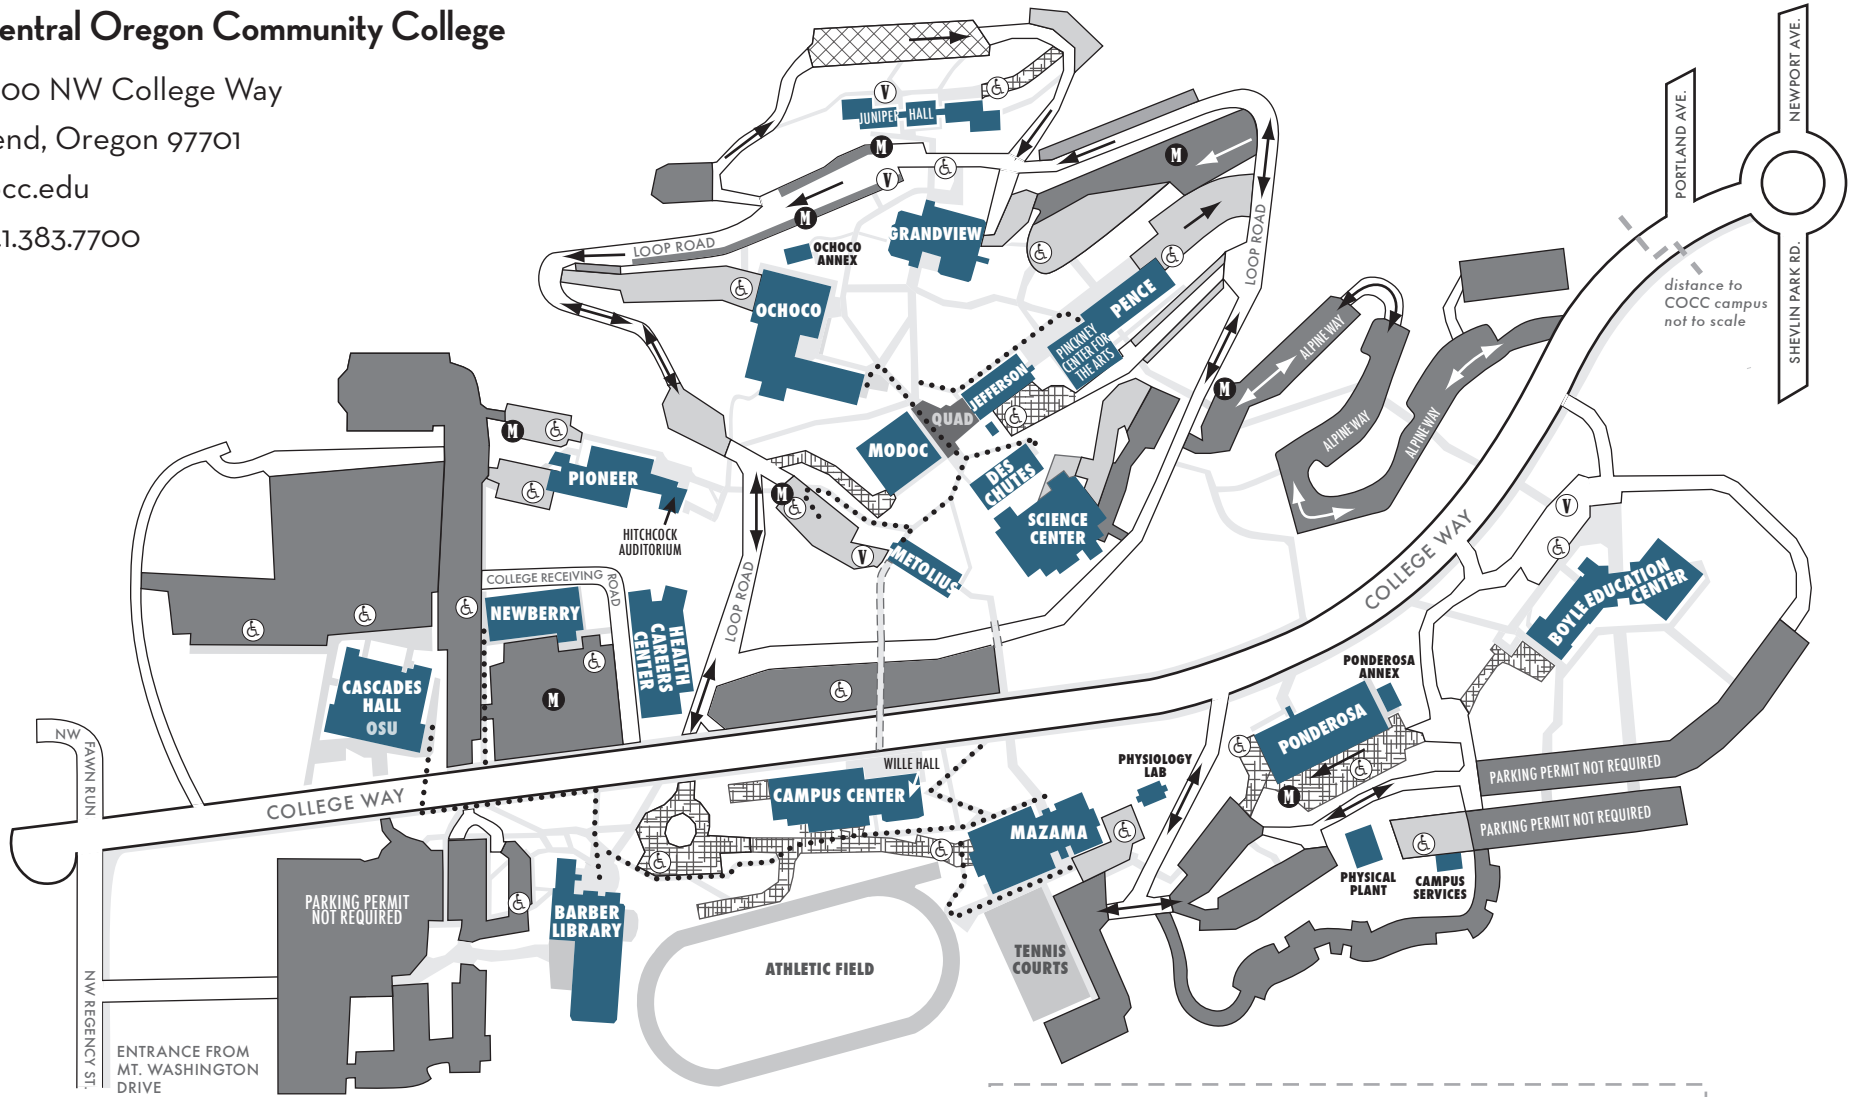 entral Oregon Community College
00 NW College Way
end, Oregon 97701
cc.edu
.1.383.7700
NEWPORT AVE.
PORTLAND AVE.
SHEVLIN PARK RD.
distance to
COCC campus
not to scale
V
JUNIPER HALL
M
M
V
M
LOOP ROAD
OCHOCO
ANNEX
GRANDVIEW
LOOP ROAD
OCHOCO
PENCE
PINCKNEY
CENTER FOR
THE ARTS
JEFFERSON
QUAD
MODOC
DES
CHUTES
SCIENCE
CENTER
M
ALPINE WAY
ALPINE WAY
ALPINE WAY
M
PIONEER
HITCHCOCK
AUDITORIUM
M
V
METOLIUS
LOOP ROAD
COLLEGE RECEIVING ROAD
NEWBERRY
HEALTH
CAREERS
CENTER
M
CASCADES
HALL
OSU
COLLEGE WAY
V
BOYLE EDUCATION
CENTER
PONDEROSA
ANNEX
PONDEROSA
M
PARKING PERMIT NOT REQUIRED
PARKING PERMIT NOT REQUIRED
PHYSICAL
PLANT
CAMPUS
SERVICES
NW FAWN RUN
COLLEGE WAY
WILLE HALL
CAMPUS CENTER
PHYSIOLOGY
LAB
MAZAMA
PARKING PERMIT
NOT REQUIRED
BARBER
LIBRARY
ATHLETIC FIELD
TENNIS
COURTS
NW REGENCY ST.
ENTRANCE FROM
MT. WASHINGTON
DRIVE